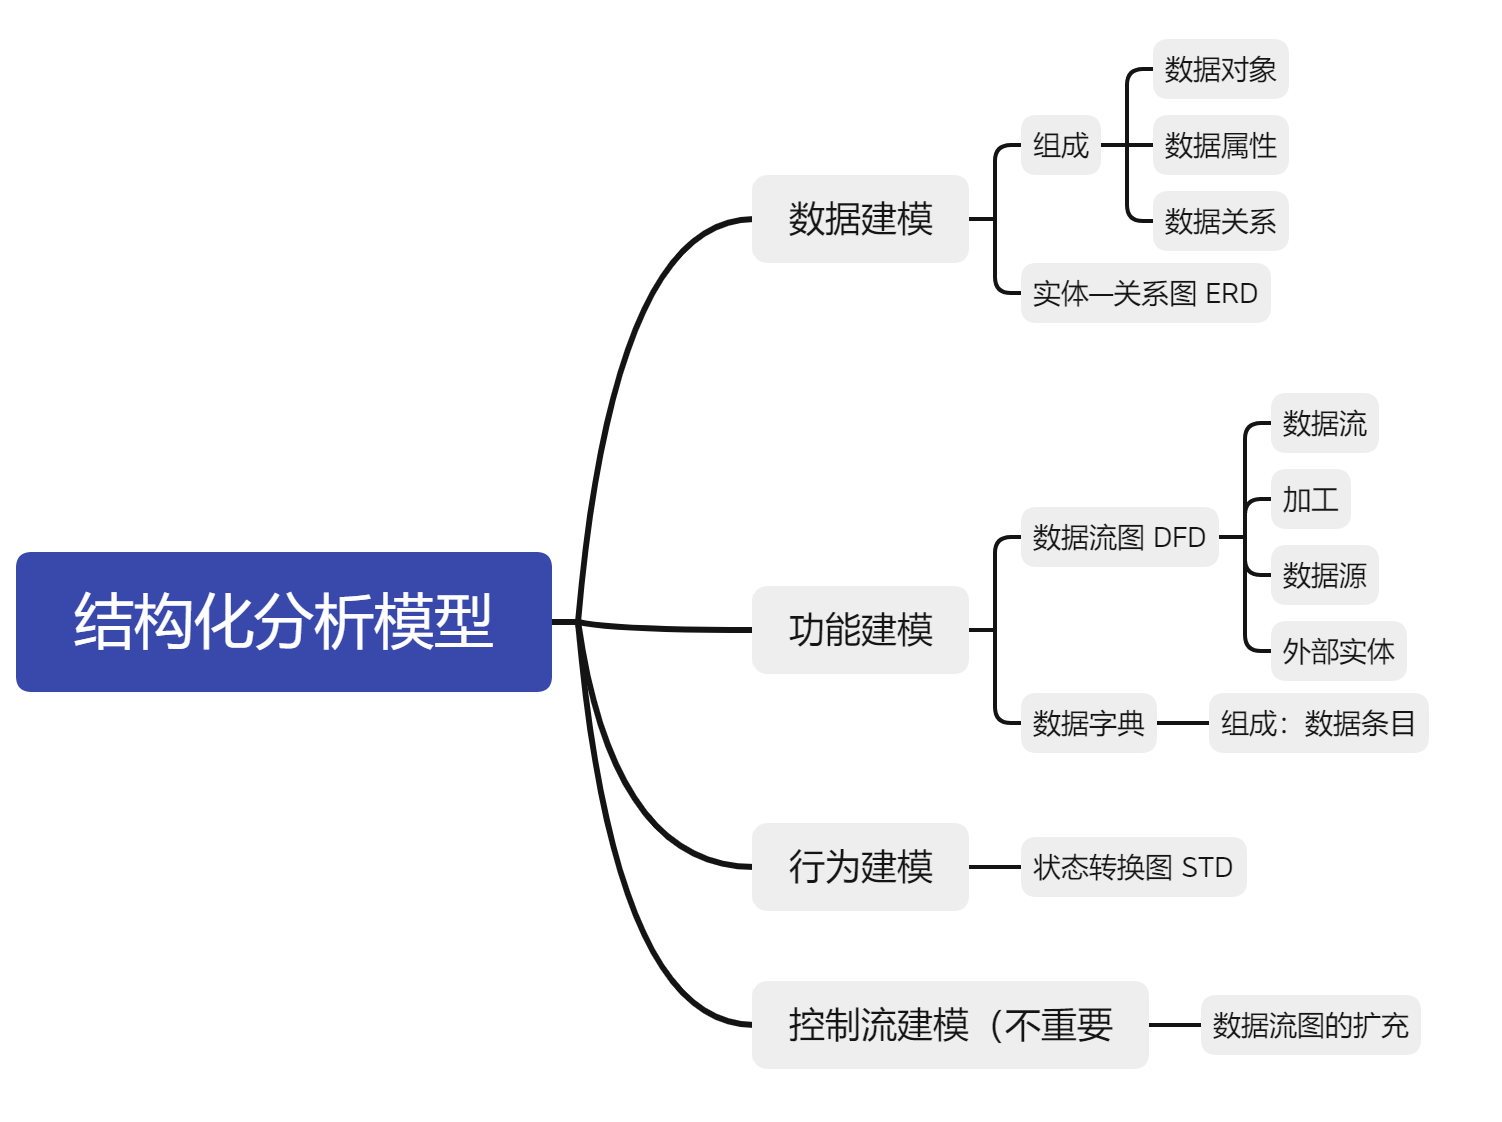 结构化分析模型
数据建模
组成
数据对象
数据属性
数据关系
实体—关系图 ERD
功能建模
数据流图 DFD
数据流
加工
数据源
外部实体
数据字典
组成：数据条目
行为建模
状态转换图 STD
控制流建模（不重要
数据流图的扩充